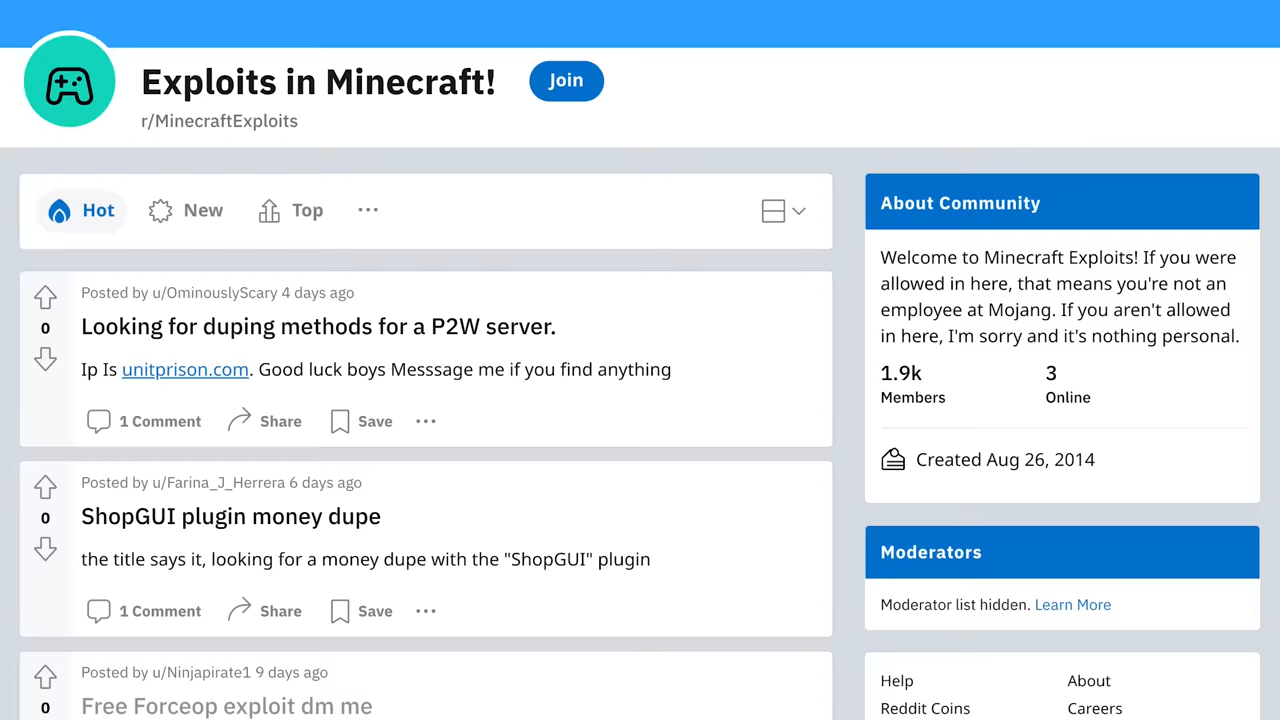 Exploits in Minecraft!
Join
r/MinecraftExploits
Hot
New
Top
Posted by u/OminouslyScary 4 days ago
0
Looking for duping methods for a P2W server.
Ip Is unitprison.com. Good luck boys Messsage me if you find anything
1 Comment
Share
Save
Posted by u/Farina_J_Herrera 6 days ago
0
ShopGUI plugin money dupe
the title says it, looking for a money dupe with the "ShopGUI" plugin
1 Comment
Share
Save
Posted by u/Ninjapirate1 9 days ago
0
Free Forceop exploit dm me
About Community
Welcome to Minecraft Exploits! If you were
allowed in here, that means you're not an
employee at Mojang. If you aren't allowed
in here, I'm sorry and it's nothing personal.
1.9k
Members
3
Online
Created Aug 26, 2014
Moderators
Moderator list hidden. Learn More
Help
About
Reddit Coins
Careers